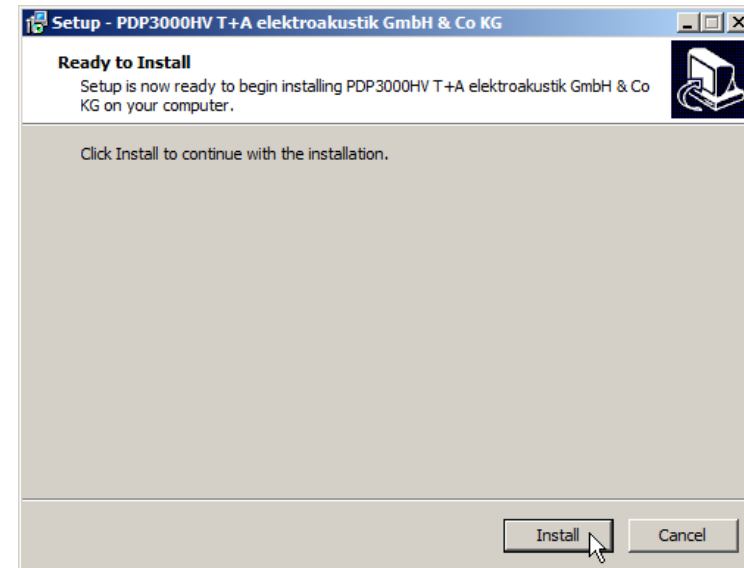 Setup - PDP3000HV T+A elektroakustik GmbH & Co KG
Ready to Install
Setup is now ready to begin installing PDP3000HV T+A elektroakustik GmbH & Co
KG on your computer.
Click Install to continue with the installation.
Install
Cancel